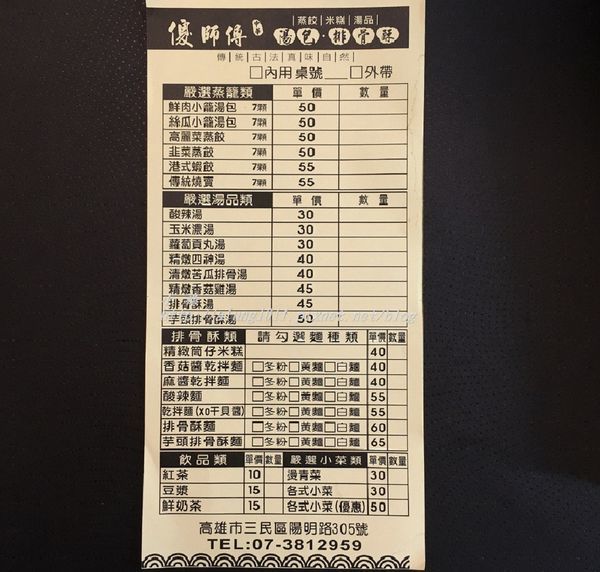 優師傅 蒸餃 米糕 湯品
湯包·排骨酥
傳統古法真味自然
□內用 桌號___□外帶
嚴選蒸籠類 單價 數量
鮮肉小籠湯包 7顆 50
絲瓜小籠湯包 7顆 50
高麗菜蒸餃 7顆 50
韭菜蒸餃 7顆 50
港式蝦餃 7顆 55
傳統燒賣 7顆 55
嚴選湯品類 單價 數量
酸辣湯 30
玉米濃湯 30
蘿蔔貢丸湯 30
精燉四神湯 40
清燉苦瓜排骨湯 40
精燉香菇雞湯 45
排骨酥湯 45
芋頭排骨酥湯 50
排骨酥類 請勾選麵種類 單價 數量
精緻筒仔米糕 40
香菇醬乾拌麵 □冬粉□黃麵□白麵 40
麻醬乾拌麵 □冬粉□黃麵□白麵 40
酸辣麵 □冬粉□黃麵□白麵 55
乾拌麵(XO干貝醬) □冬粉□黃麵□白麵 55
排骨酥麵 □冬粉□黃麵□白麵 60
芋頭排骨酥麵 □冬粉□黃麵□白麵 65
飲品類 單價 數量 嚴選小菜類 單價 數量
紅茶 10 燙青菜 30
豆漿 15 各式小菜 30
鮮奶茶 15 各式小菜(優惠) 50
高雄市三民區陽明路305號
TEL:07-3812959